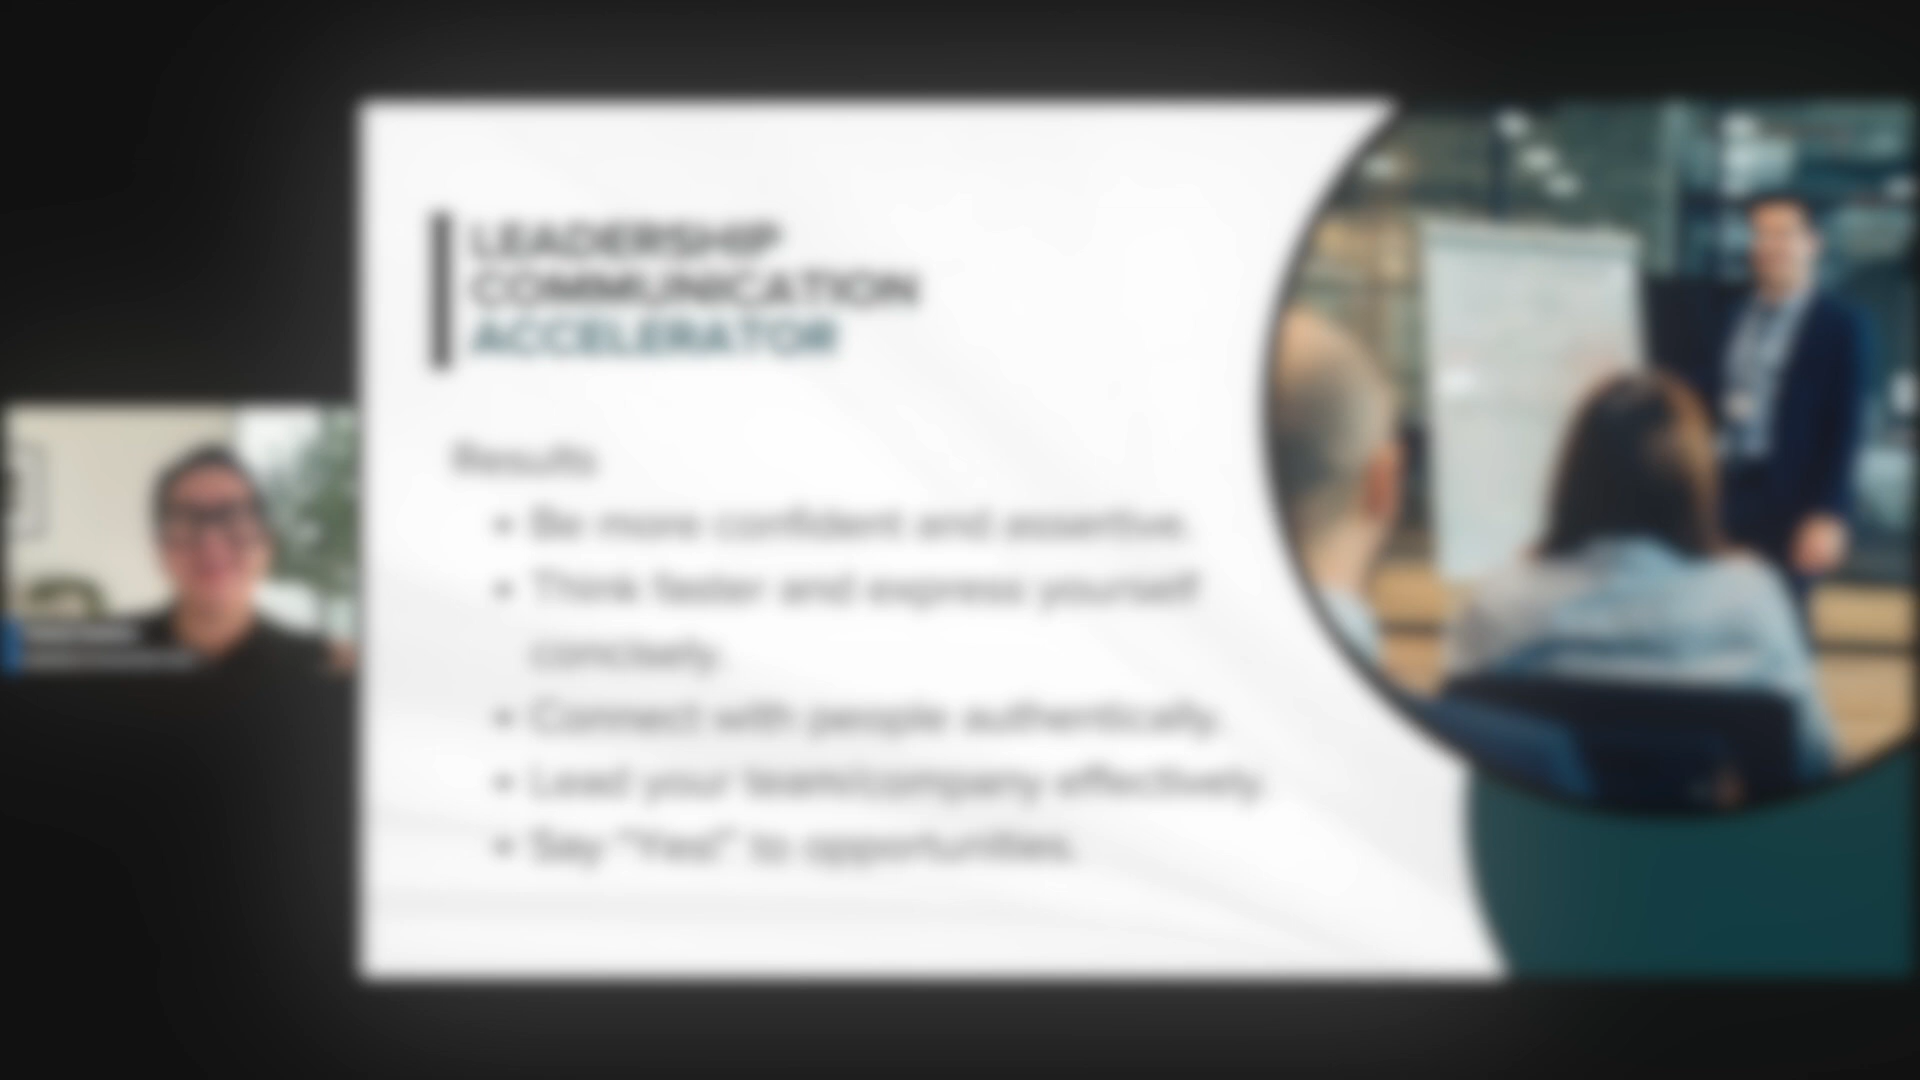 LEADERSHIP
COMMUNICATION
ACCELERATOR
Results
• Be more confident and assertive.
• Think faster and express yourself
concisely.
• Connect with people authentically.
• Lead your team/company effectively.
• Say "Yes!" to opportunities.